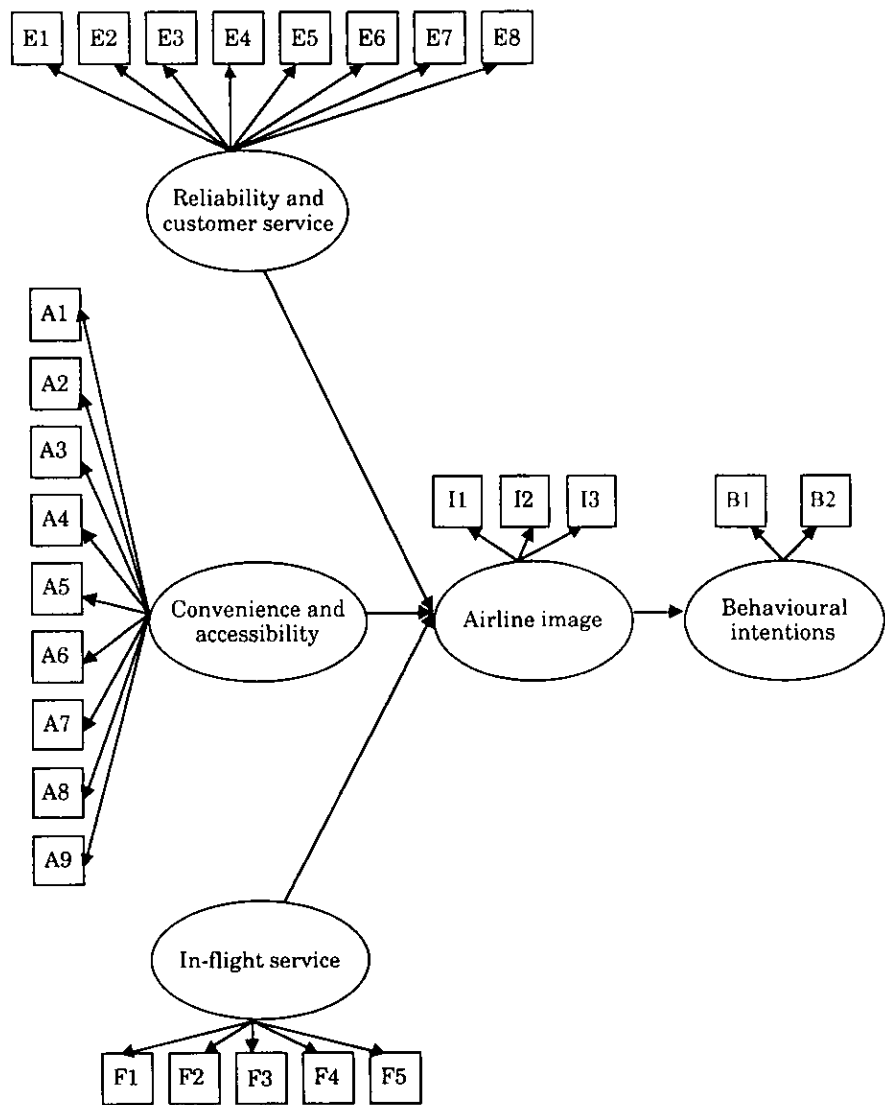 E1 E2 E3 E4 E5 E6 E7 E8
Reliability and
customer service
A1
A2
A3
A4
A5
A6
A7
A8
A9
Convenience and
accessibility
I1 I2 I3
Airline image
B1 B2
Behavioural
intentions
In-flight service
F1 F2 F3 F4 F5